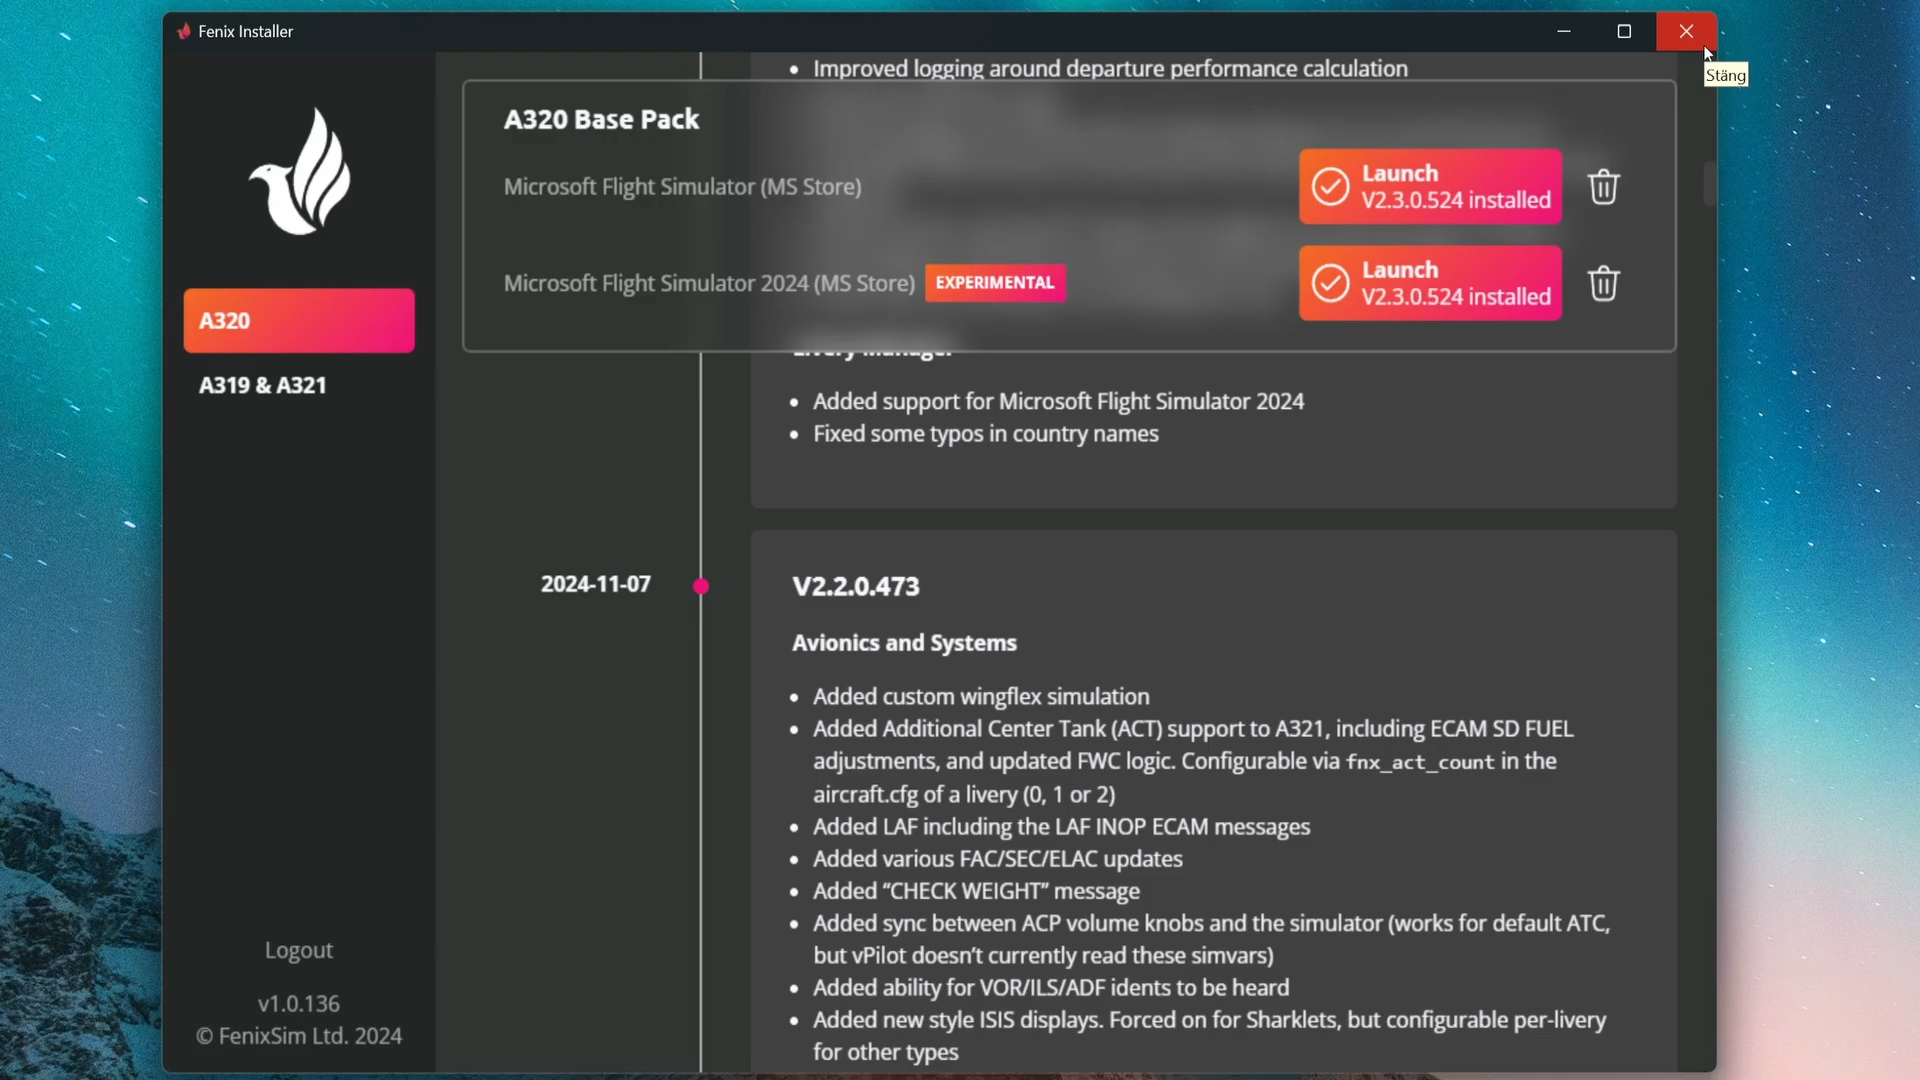 Fenix Installer
Stäng
Improved logging around departure performance calculation
A320 Base Pack
Microsoft Flight Simulator (MS Store)
Launch
V2.3.0.524 installed
Microsoft Flight Simulator 2024 (MS Store)
EXPERIMENTAL
Launch
V2.3.0.524 installed
A320
A319 & A321
Livery Manager
Added support for Microsoft Flight Simulator 2024
Fixed some typos in country names
2024-11-07
V2.2.0.473
Avionics and Systems
Added custom wingflex simulation
Added Additional Center Tank (ACT) support to A321, including ECAM SD FUEL
adjustments, and updated FWC logic. Configurable via fnx_act_count in the
aircraft.cfg of a livery (0, 1 or 2)
Added LAF including the LAF INOP ECAM messages
Added various FAC/SEC/ELAC updates
Added “CHECK WEIGHT” message
Added sync between ACP volume knobs and the simulator (works for default ATC,
but vPilot doesn’t currently read these simvars)
Added ability for VOR/ILS/ADF idents to be heard
Added new style ISIS displays. Forced on for Sharklets, but configurable per-livery
for other types
Logout
v1.0.136
© FenixSim Ltd. 2024